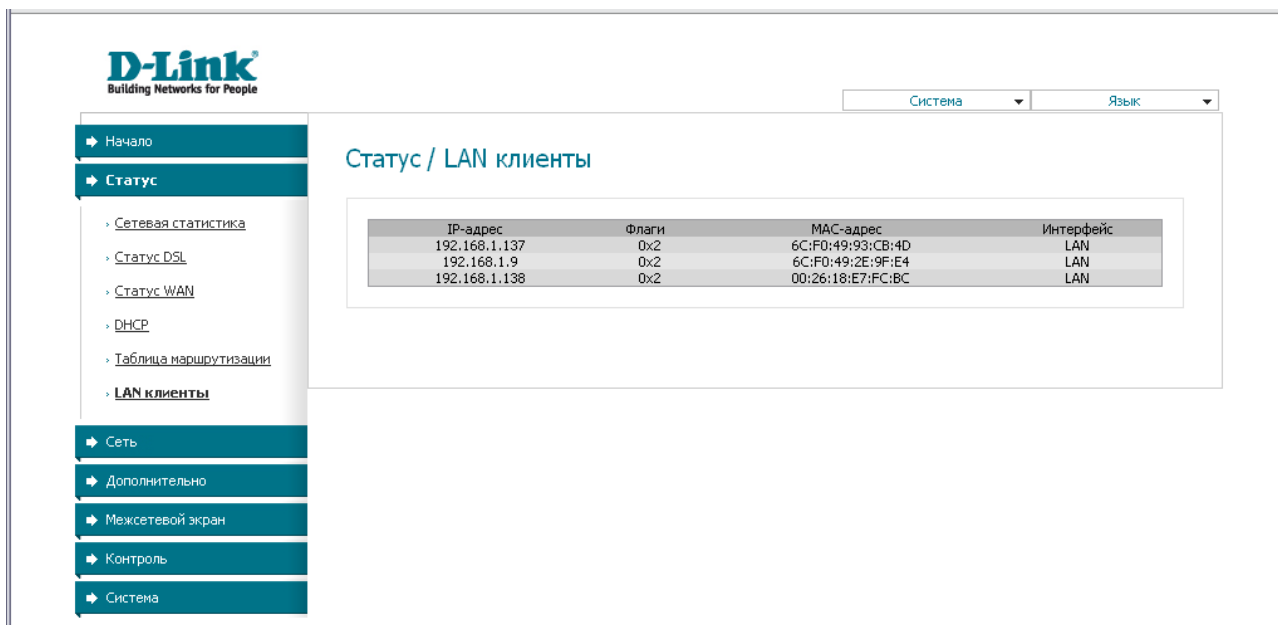 D-Link
Building Networks for People
Система Язык
Начало
Статус
Сетевая статистика
Статус DSL
Статус WAN
DHCP
Таблица маршрутизации
LAN клиенты
Сеть
Дополнительно
Межсетевой экран
Контроль
Система
Статус / LAN клиенты
IP-адрес Флаги MAC-адрес Интерфейс
192.168.1.137 0x2 6C:F0:49:93:CB:4D LAN
192.168.1.9 0x2 6C:F0:49:2E:9F:E4 LAN
192.168.1.138 0x2 00:26:18:E7:FC:BC LAN